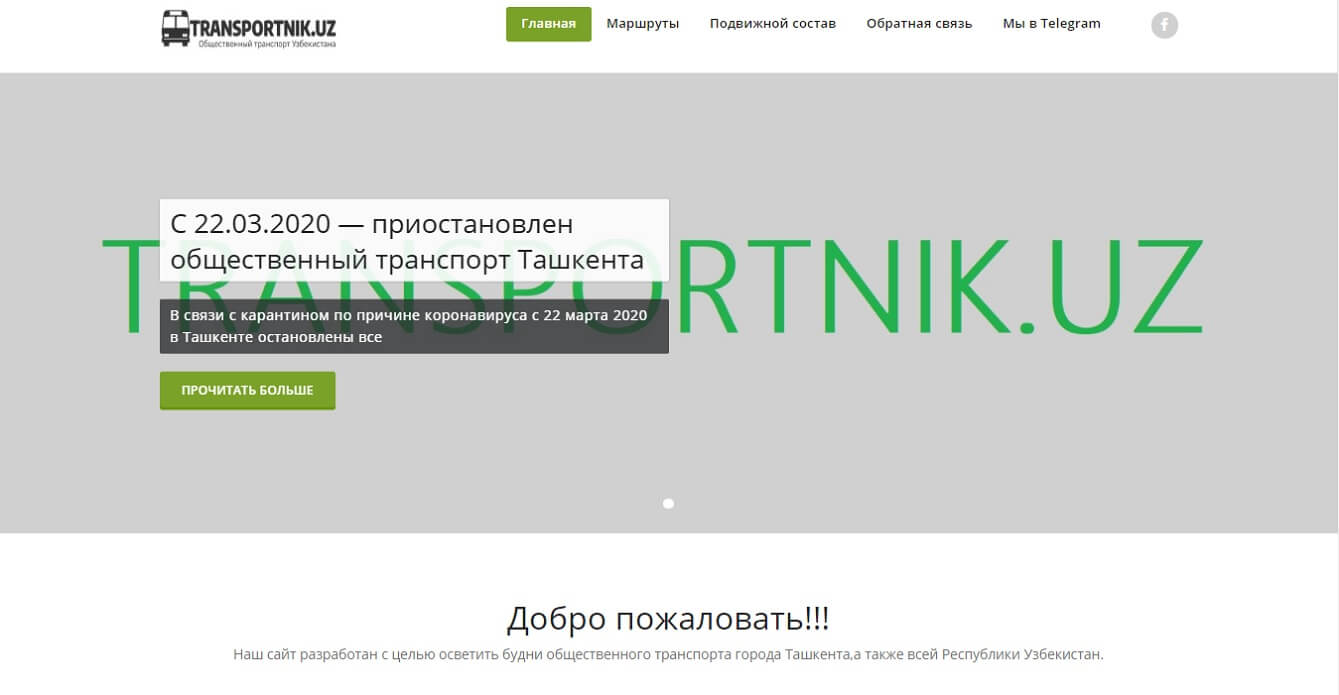 TRANSPORTNIK.UZ
Общественный транспорт Узбекистана
Главная Маршруты Подвижной состав Обратная связь Мы в Telegram f
TRANSPORTNIK.UZ
С 22.03.2020 — приостановлен
общественный транспорт Ташкента
В связи с карантином по причине коронавируса с 22 марта 2020
в Ташкенте остановлены все
ПРОЧИТАТЬ БОЛЬШЕ
Добро пожаловать!!!
Наш сайт разработан с целью осветить будни общественного транспорта города Ташкента,а также всей Республики Узбекистан.